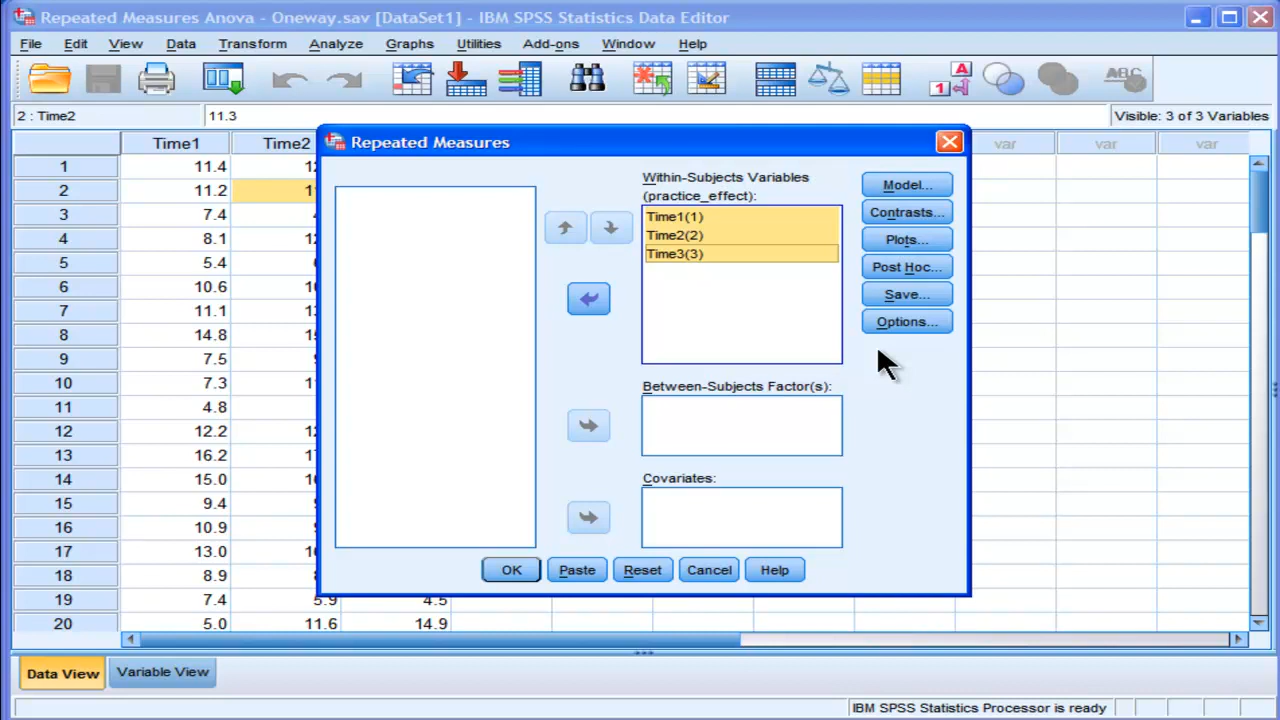 Repeated Measures Anova - Oneway.sav [DataSet1] - IBM SPSS Statistics Data Editor
File Edit View Data Transform Analyze Graphs Utilities Add-ons Window Help
A
1
ABC
2 : Time2 11.3 Visible: 3 of 3 Variables
Time1 Time2 var var var
Repeated Measures
Within-Subjects Variables
(practice_effect):
Time1(1)
Time2(2)
Time3(3)
Model...
Contrasts...
Plots...
Post Hoc...
Save...
Options...
Between-Subjects Factor(s):
Covariates:
OK Paste Reset Cancel Help
1 11.4
2 11.2
3 7.4
4 8.1
5 5.4
6 10.6
7 11.1
8 14.8
9 7.5
10 7.3
11 4.8
12 12.2
13 16.2
14 15.0
15 9.4
16 10.9
17 13.0
18 8.9
19 7.4 5.9 4.5
20 5.0 11.6 14.9
Data View Variable View
IBM SPSS Statistics Processor is ready